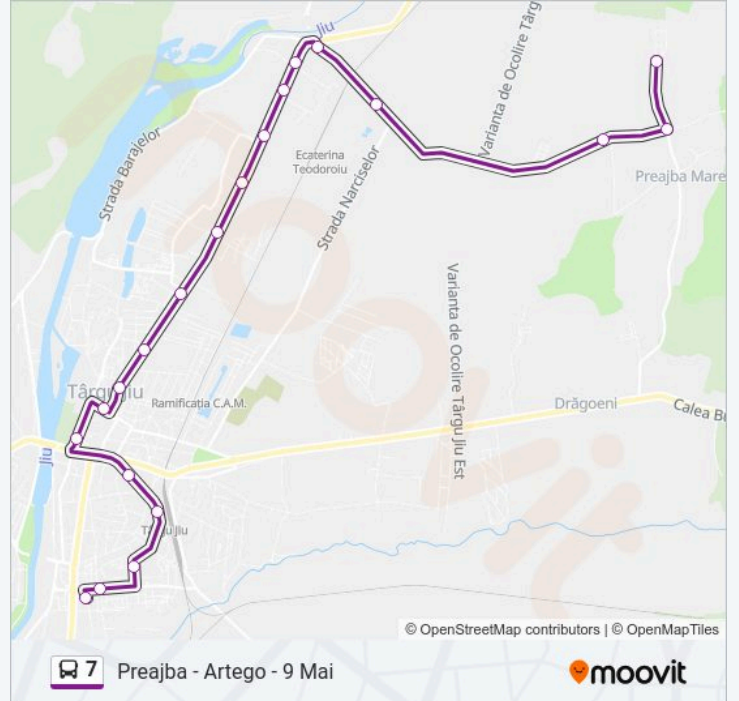 Jiu
Varianta de Ocolire Târg
Strada Barajelor
Ecaterina
Teodoroiu
Strada Narciselor
Preajba Mare
Varianta de Ocolire Târgu Jiu Est
Târgu Jiu
Ramificația C.A.M.
Drăgoeni
Calea Bu
Jiu
Târgu Jiu
© OpenStreetMap contributors | © OpenMapTiles
7 Preajba - Artego - 9 Mai
moovit